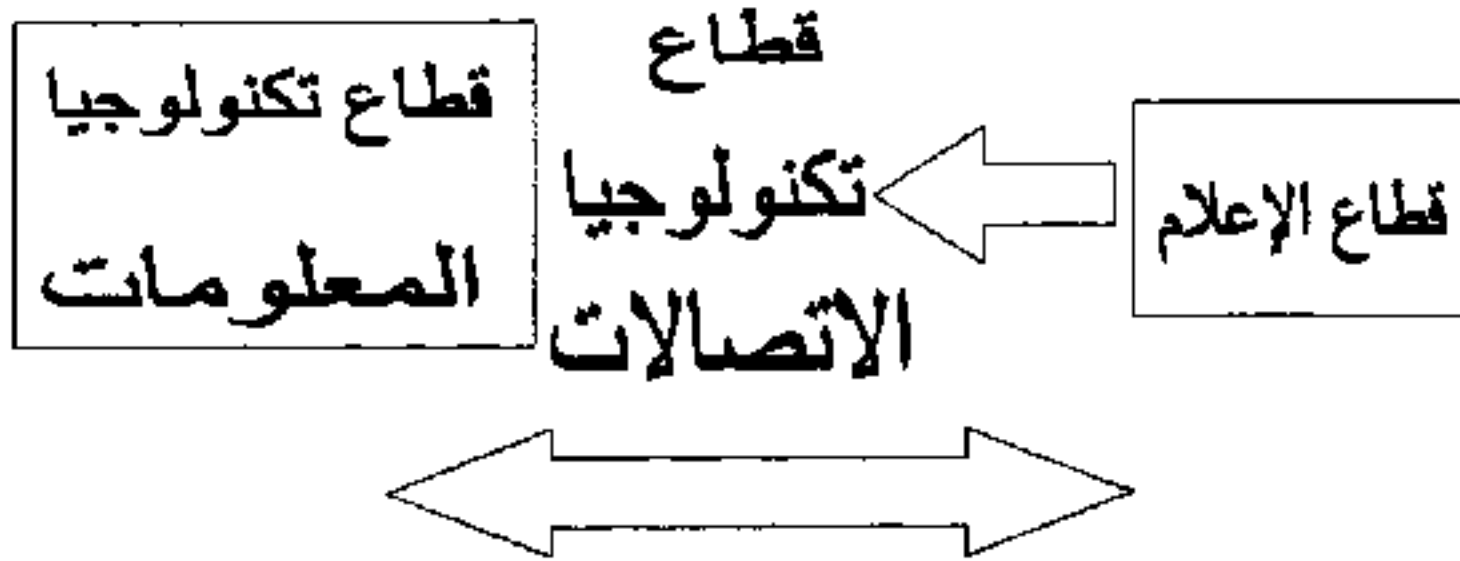 قطاع الإعلام
قطاع
تكنولوجيا
الاتصالات
قطاع تكنولوجيا
المعلومات